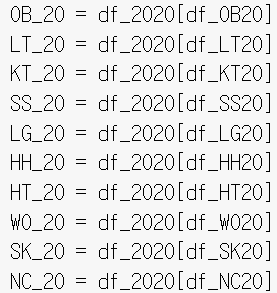 OB_20 = df_2020[df_OB20]
LT_20 = df_2020[df_LT20]
KT_20 = df_2020[df_KT20]
SS_20 = df_2020[df_SS20]
LG_20 = df_2020[df_LG20]
HH_20 = df_2020[df_HH20]
HT_20 = df_2020[df_HT20]
WO_20 = df_2020[df_WO20]
SK_20 = df_2020[df_SK20]
NC_20 = df_2020[df_NC20]